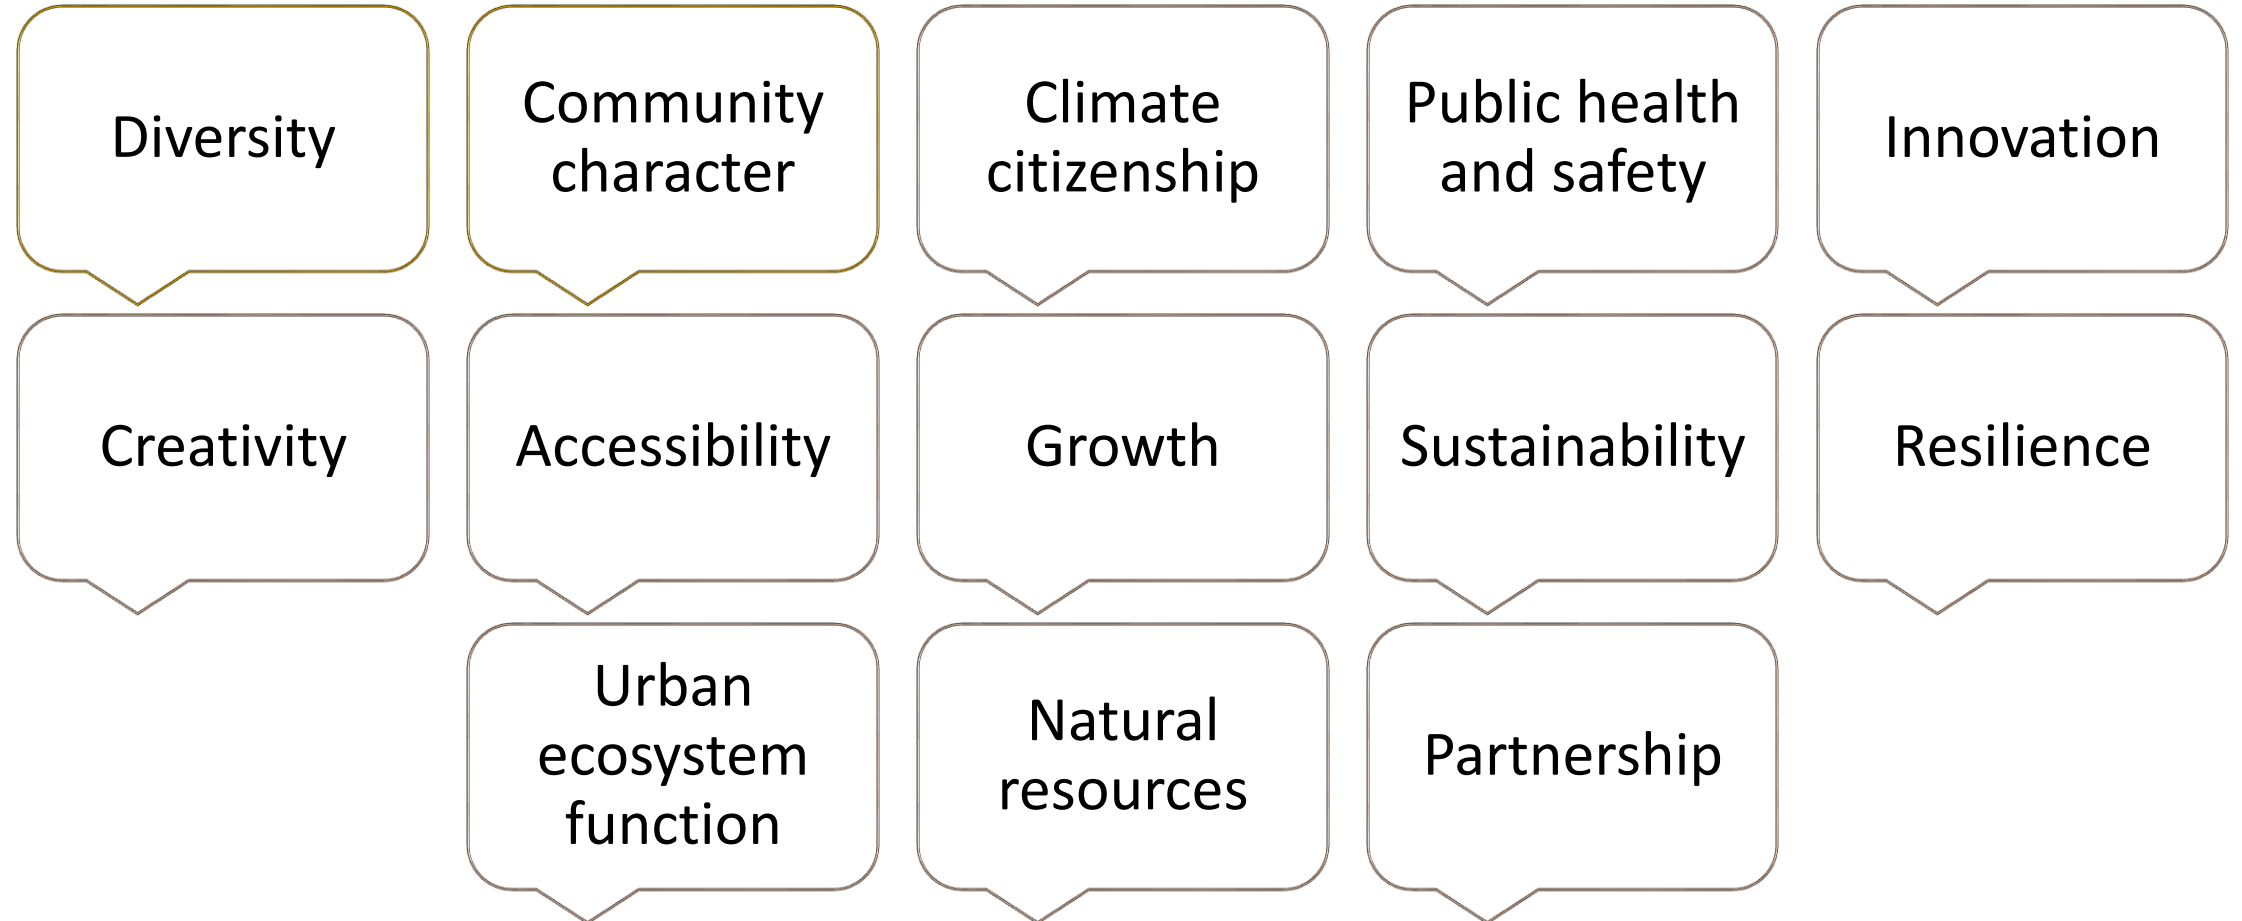 Diversity
Community
character
Climate
citizenship
Public health
and safety
Innovation
Creativity
Accessibility
Growth
Sustainability
Resilience
Urban
ecosystem
function
Natural
resources
Partnership